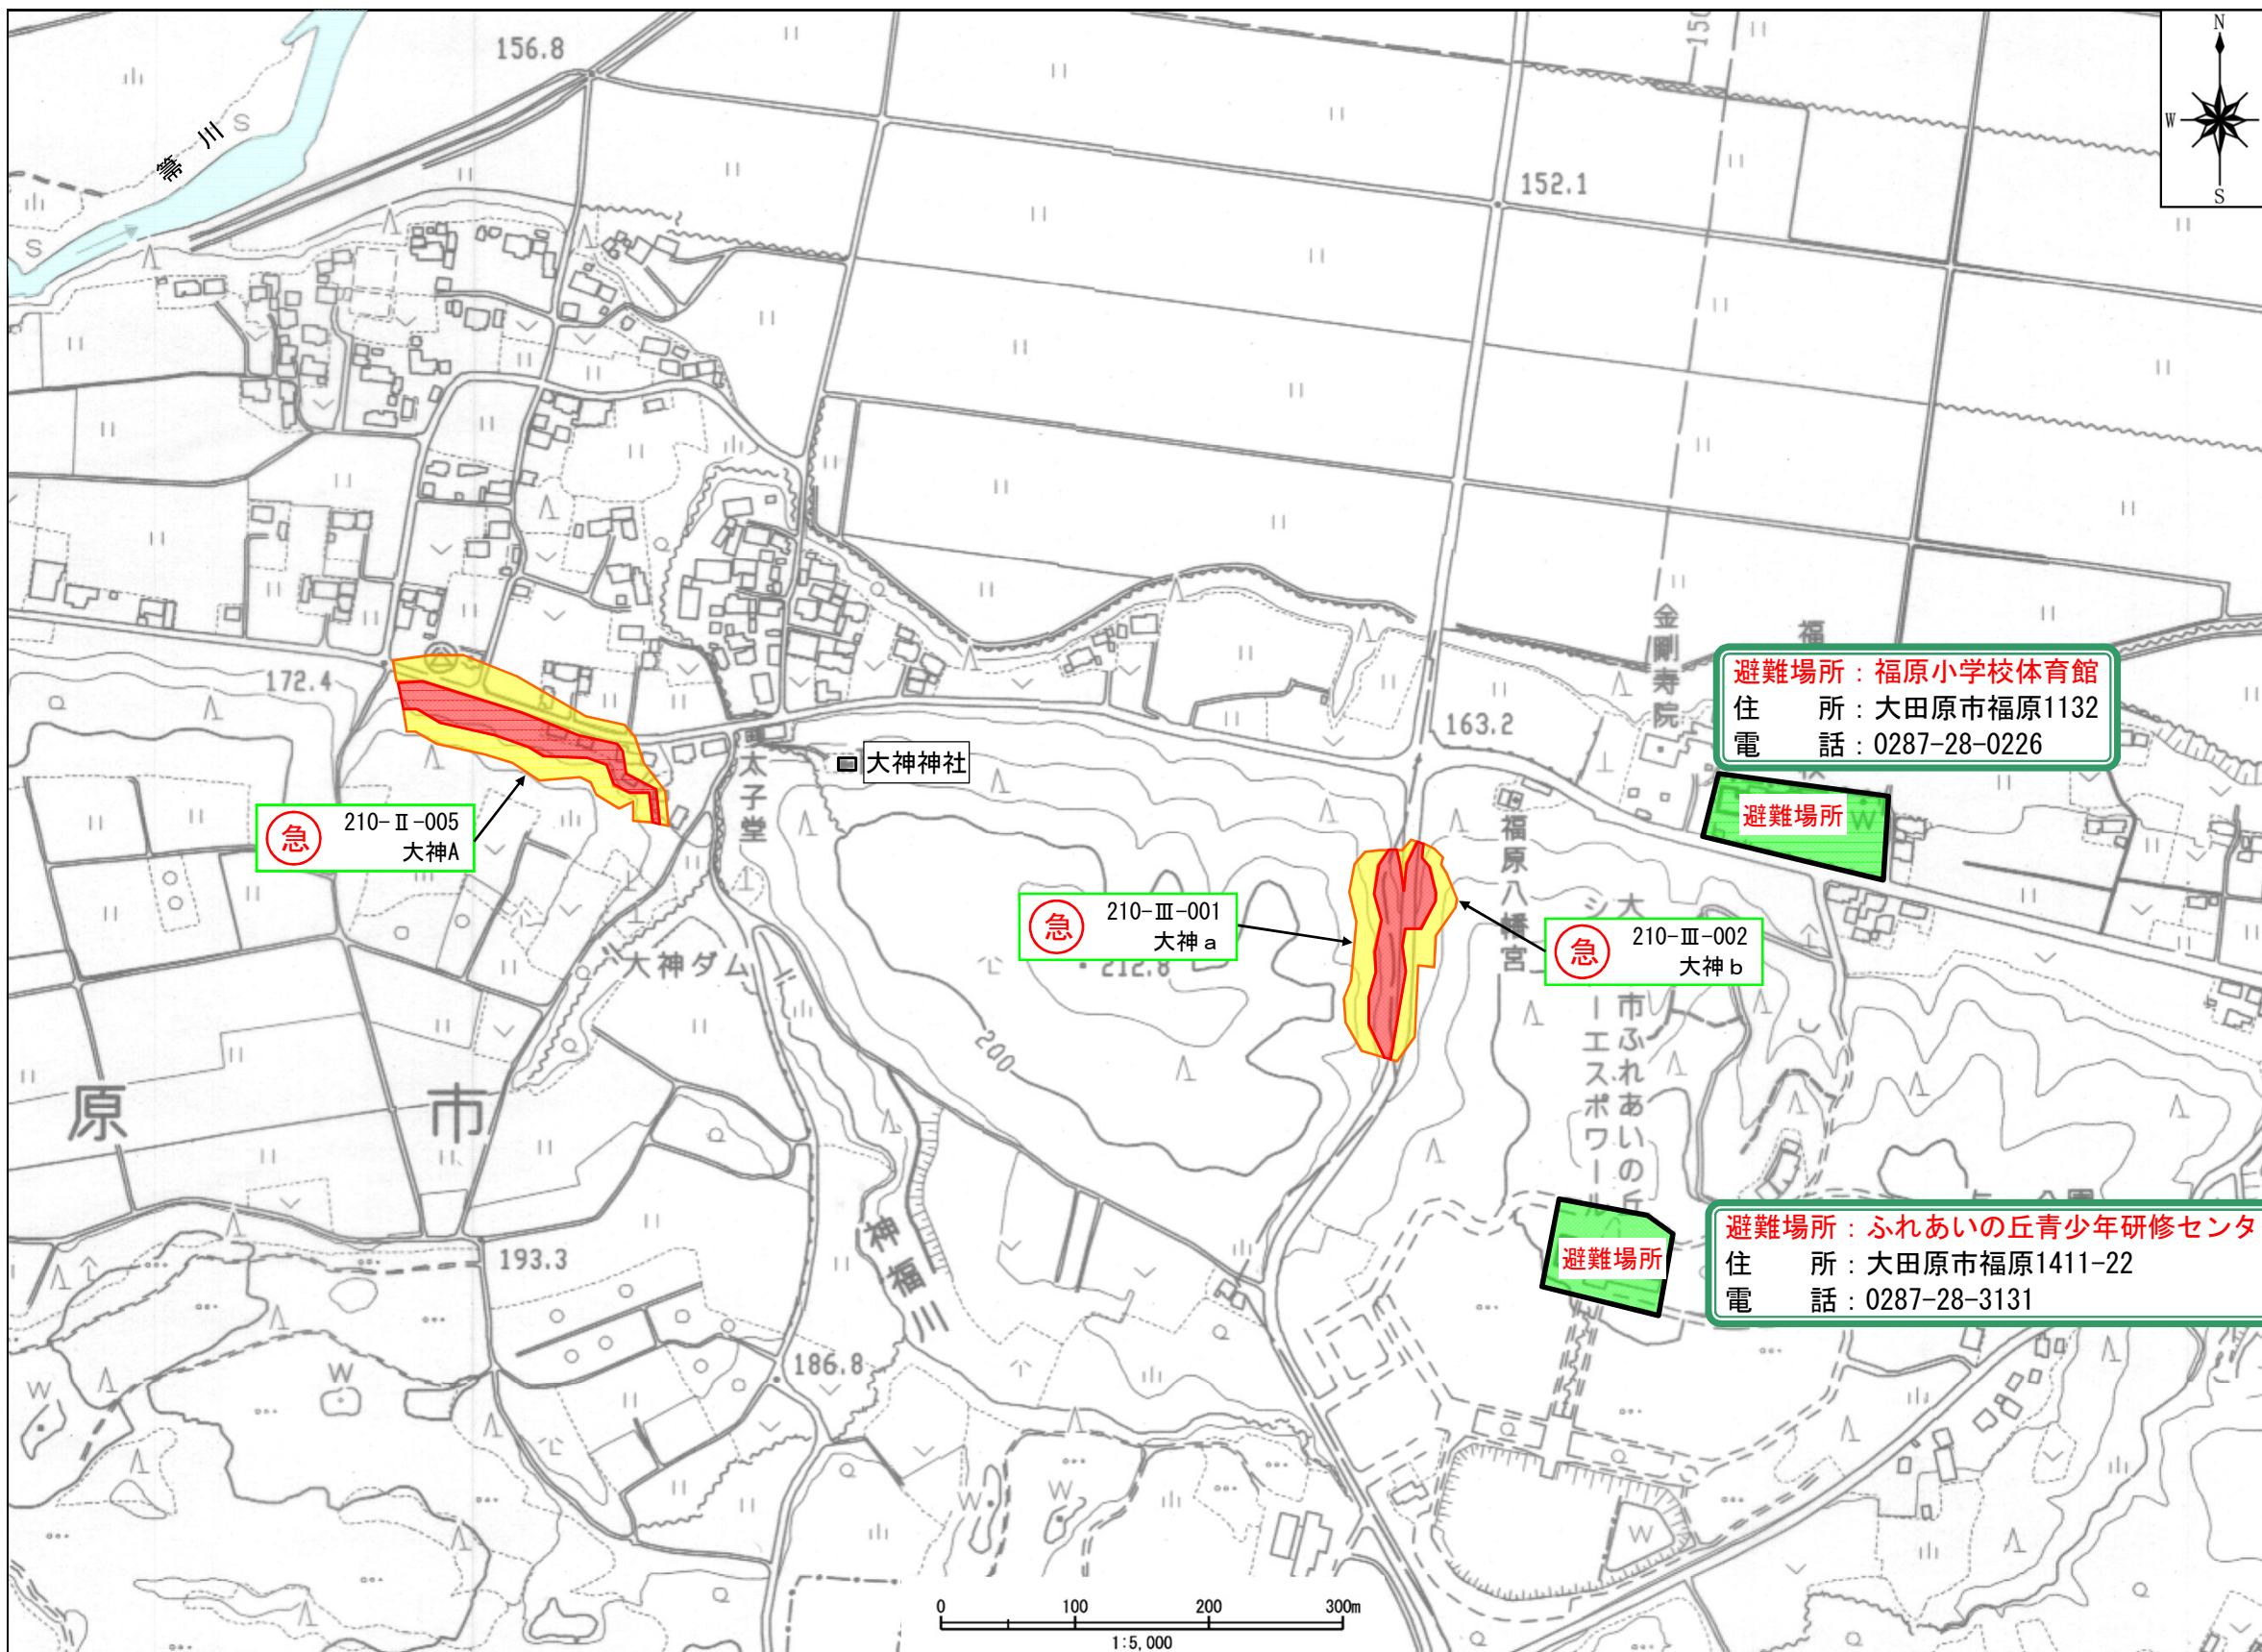 156.8
150
N
W
S
箒川
S
S
152.1
金剛寺院
福
避難場所：福原小学校体育館
住　　所：大田原市福原1132
電　　話：0287-28-0226
172.4
163.2
大神神社
太子堂
避難場所
W
急
210-Ⅱ-005
大神A
福原八幡宮
急
210-Ⅲ-001
大神a
急
210-Ⅲ-002
大神b
大神ダム
212.8
200
原市
市ふれあいの丘
シーエスポワール
神福川
避難場所
避難場所：ふれあいの丘青少年研修センタ
住　　所：大田原市福原1411-22
電　　話：0287-28-3131
193.3
186.8
W
W
W
W
W
0
100
200
300m
1:5,000